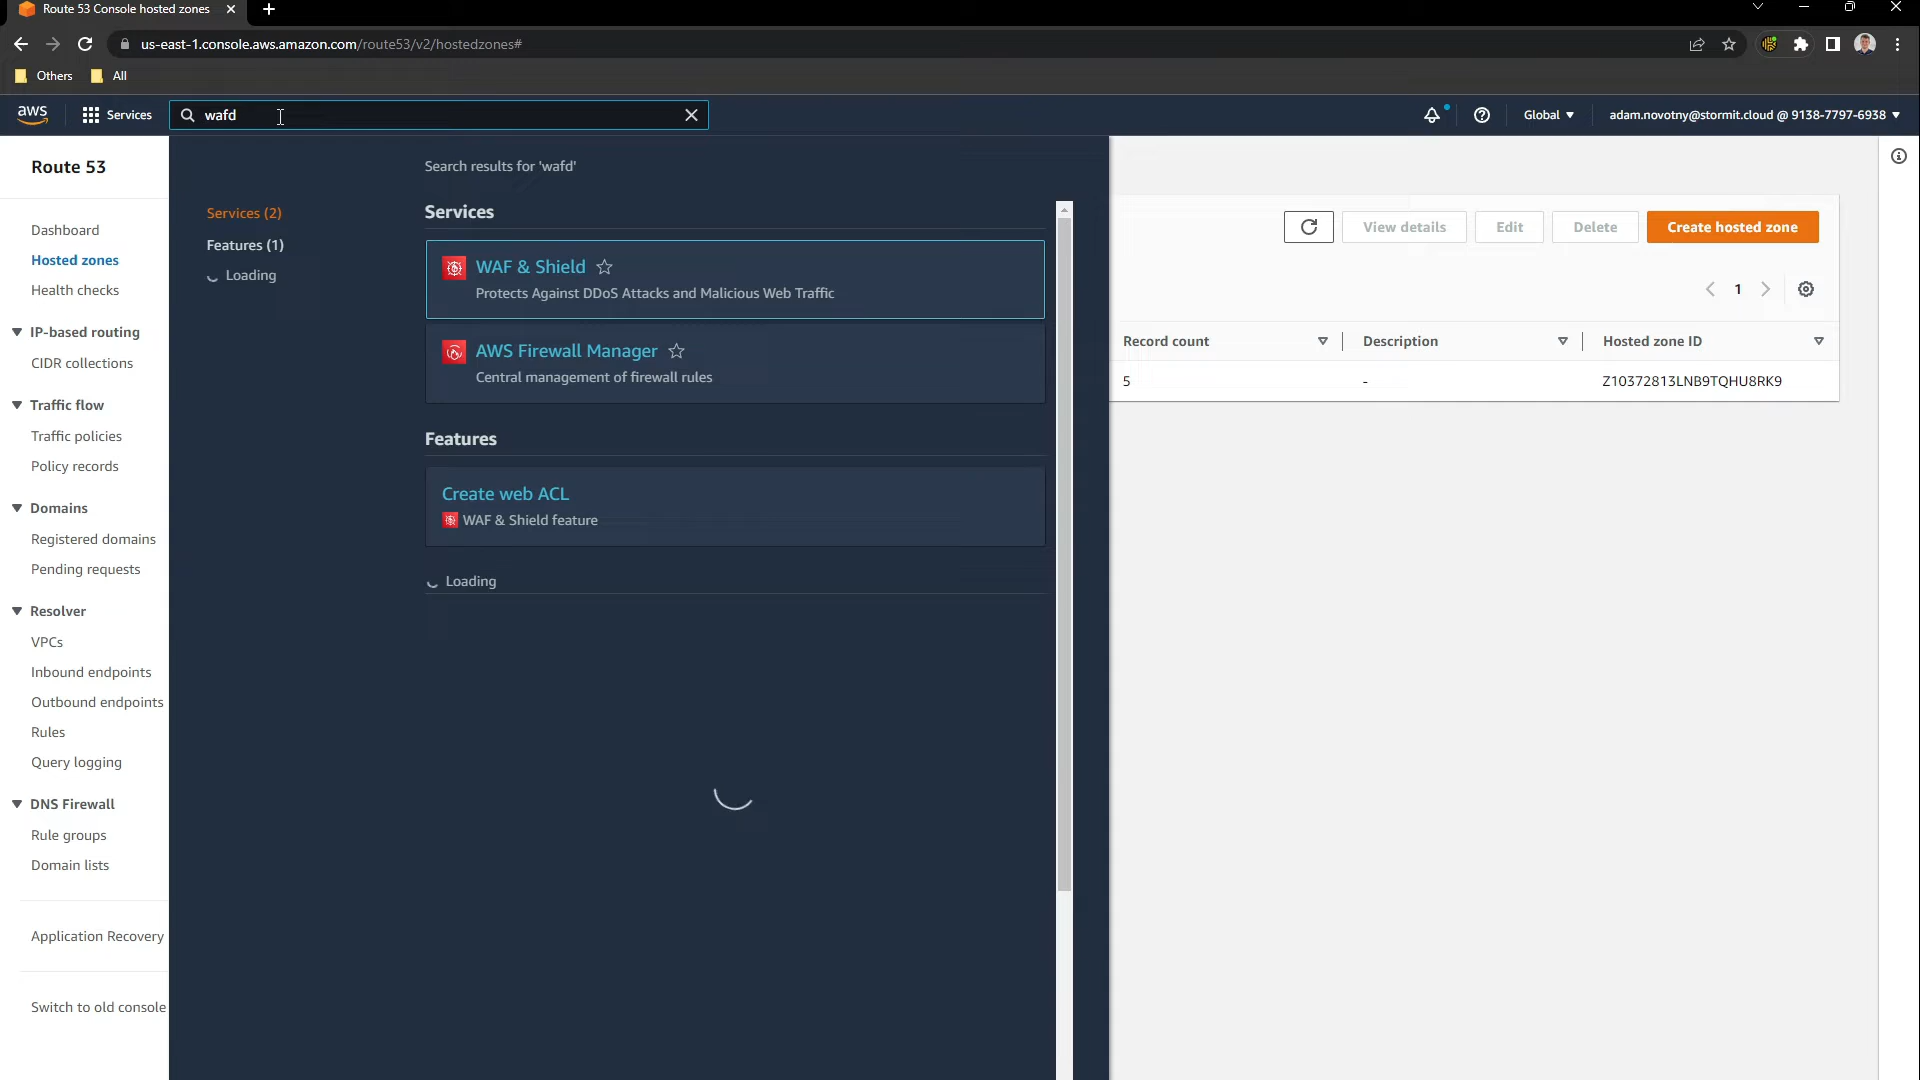 Route 53 Console hosted zones
us-east-1.console.aws.amazon.com/route53/v2/hostedzones#
Others
All
aws
Services
wafd
Global
adam.novotny@stormit.cloud @ 9138-7797-6938
Route 53
Dashboard
Hosted zones
Health checks
IP-based routing
CIDR collections
Traffic flow
Traffic policies
Policy records
Domains
Registered domains
Pending requests
Resolver
VPCs
Inbound endpoints
Outbound endpoints
Rules
Query logging
DNS Firewall
Rule groups
Domain lists
Application Recovery
Switch to old console
Services (2)
Features (1)
Loading
Search results for 'wafd'
Services
WAF & Shield
Protects Against DDoS Attacks and Malicious Web Traffic
AWS Firewall Manager
Central management of firewall rules
Features
Create web ACL
WAF & Shield feature
Loading
View details
Edit
Delete
Create hosted zone
1
Record count
Description
Hosted zone ID
5
-
Z10372813LNB9TQHU8RK9